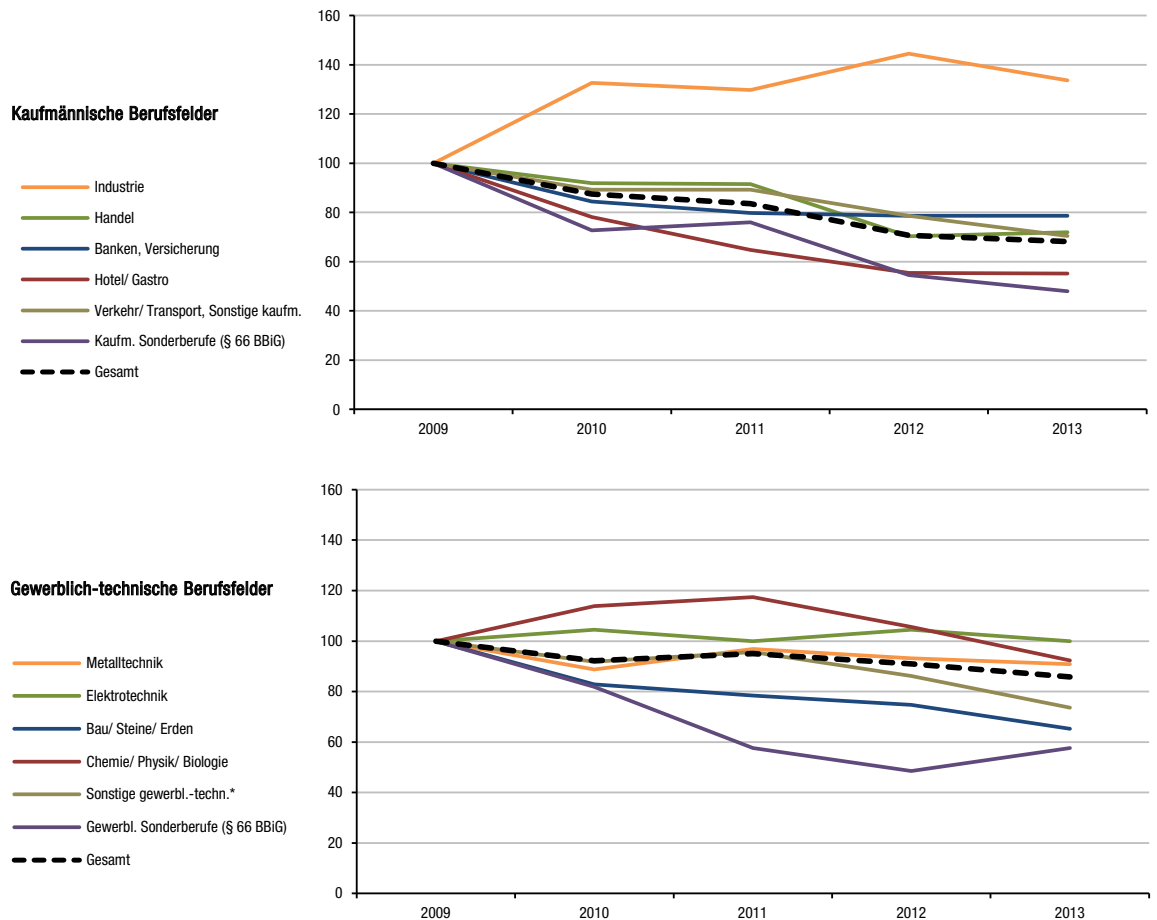 160
140
120
100
80
60
40
20
0
2009 2010 2011 2012 2013
Kaufmännische Berufsfelder
Industrie
Handel
Banken, Versicherung
Hotel/ Gastro
Verkehr/ Transport, Sonstige kaufm.
Kaufm. Sonderberufe (§ 66 BBiG)
Gesamt
160
140
120
100
80
60
40
20
0
2009 2010 2011 2012 2013
Gewerblich-technische Berufsfelder
Metalltechnik
Elektrotechnik
Bau/ Steine/ Erden
Chemie/ Physik/ Biologie
Sonstige gewerbl.-techn.*
Gewerbl. Sonderberufe (§ 66 BBiG)
Gesamt